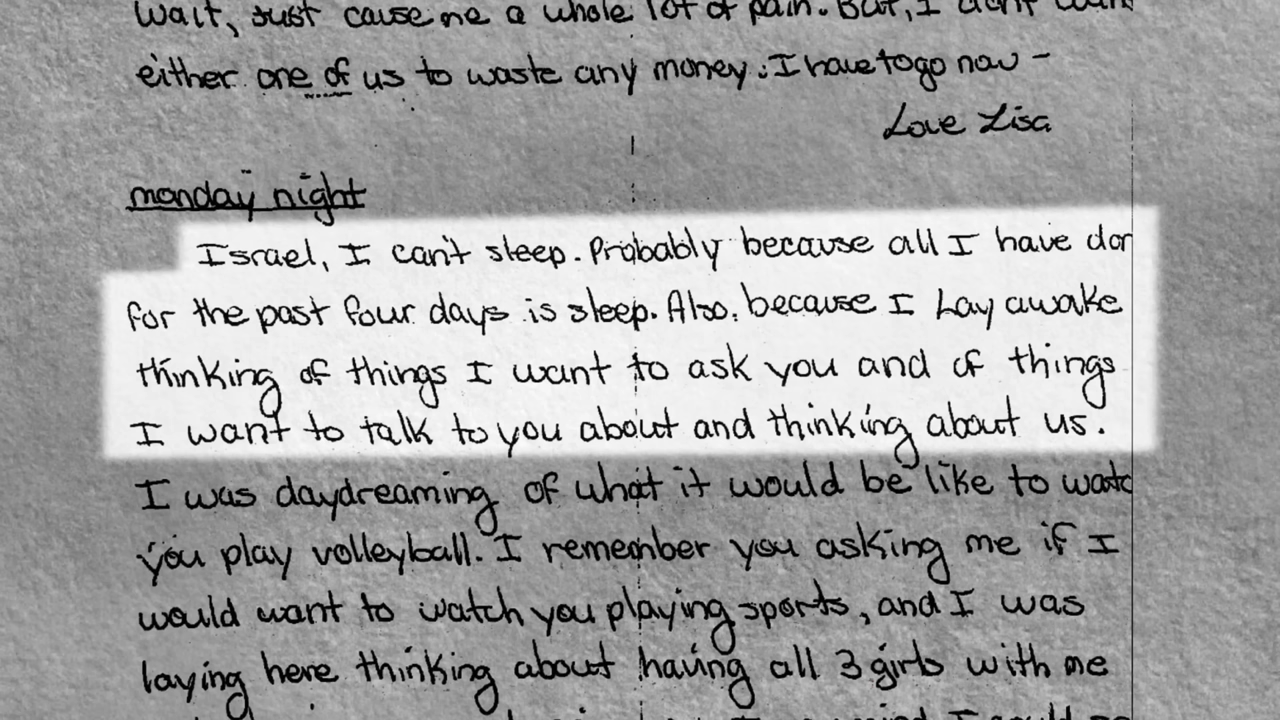 Wait, Just cause me a whole lot of pain. But, I don't want
either one of us to waste any money. I have to go now -
Love Lisa
monday night
Israel, I can't sleep. Probably because all I have don
for the past four days is sleep. Also, because I Lay awake
thinking of things I want to ask you and of things
I want to talk to you about and thinking about us.
I was daydreaming of what it would be like to watc
you play volleyball. I remember you asking me if I
would want to watch you playing sports, and I was
laying here thinking about having all 3 girls with me
I could